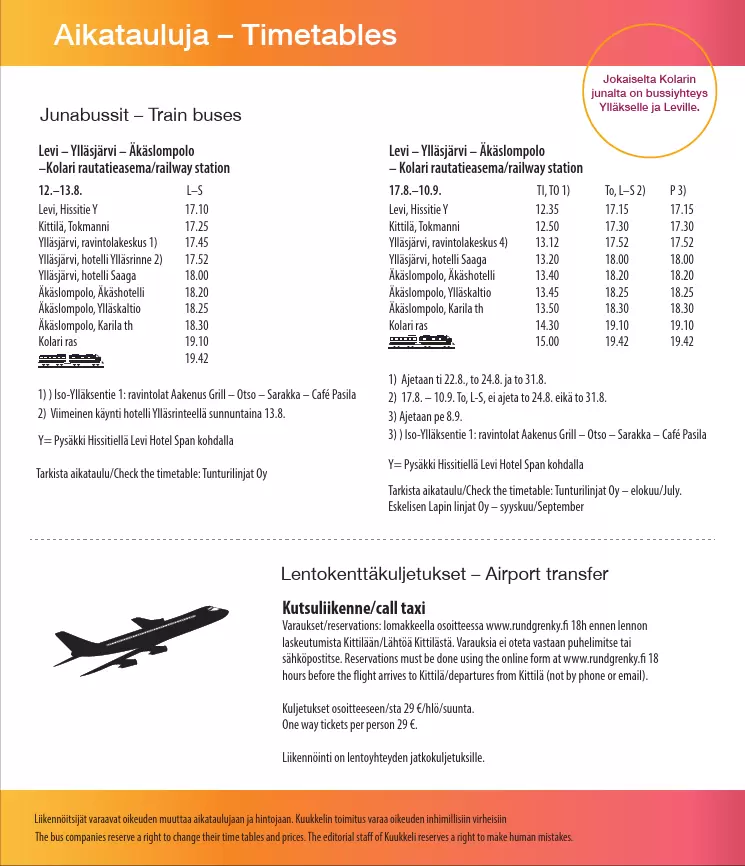 Aikatauluja – Timetables
Jokaiselta Kolarin
junalta on bussiyhteys
Ylläkselle ja Leville.
Junabussit – Train buses
Levi – Ylläsjärvi – Äkäslompolo
–Kolari rautatieasema/railway station
12.–13.8. L–S
Levi, Hissitie Y 17.10
Kittilä, Tokmanni 17.25
Ylläsjärvi, ravintolakeskus 1) 17.45
Ylläsjärvi, hotelli Ylläsrinne 2) 17.52
Ylläsjärvi, hotelli Saaga 18.00
Äkäslompolo, Äkäshotelli 18.20
Äkäslompolo, Ylläskaltio 18.25
Äkäslompolo, Karila th 18.30
Kolari ras 19.10
19.42
1) ) Iso-Ylläksentie 1: ravintolat Aakenus Grill – Otso – Sarakka – Café Pasila
2) Viimeinen käynti hotelli Ylläsrinteellä sunnuntaina 13.8.
Y= Pysäkki Hissitiellä Levi Hotel Span kohdalla
Tarkista aikataulu/Check the timetable: Tunturilinjat Oy
Levi – Ylläsjärvi – Äkäslompolo
– Kolari rautatieasema/railway station
17.8.–10.9. TI, TO 1) To, L–S 2) P 3)
Levi, Hissitie Y 12.35 17.15 17.15
Kittilä, Tokmanni 12.50 17.30 17.30
Ylläsjärvi, ravintolakeskus 4) 13.12 17.52 17.52
Ylläsjärvi, hotelli Saaga 13.20 18.00 18.00
Äkäslompolo, Äkäshotelli 13.40 18.20 18.20
Äkäslompolo, Ylläskaltio 13.45 18.25 18.25
Äkäslompolo, Karila th 13.50 18.30 18.30
Kolari ras 14.30 19.10 19.10
15.00 19.42 19.42
1) Ajetaan ti 22.8., to 24.8. ja to 31.8.
2) 17.8. – 10.9. To, L-S, ei ajeta to 24.8. eikä to 31.8.
3) Ajetaan pe 8.9.
3) ) Iso-Ylläksentie 1: ravintolat Aakenus Grill – Otso – Sarakka – Café Pasila
Y= Pysäkki Hissitiellä Levi Hotel Span kohdalla
Tarkista aikataulu/Check the timetable: Tunturilinjat Oy – elokuu/July.
Eskelisen Lapin linjat Oy – syyskuu/September
Lentokenttäkuljetukset – Airport transfer
Kutsuliikenne/call taxi
Varaukset/reservations: lomakkeella osoitteessa www.rundgrenky.fi 18h ennen lennon
laskeutumista Kittilään/Lähtöä Kittilästä. Varauksia ei oteta vastaan puhelimitse tai
sähköpostitse. Reservations must be done using the online form at www.rundgrenky.fi 18
hours before the flight arrives to Kittilä/departures from Kittilä (not by phone or email).
Kuljetukset osoitteeseen/sta 29 €/hlö/suunta.
One way tickets per person 29 €.
Liikennöinti on lentoyhteyden jatkokuljetuksille.
Liikennöitsijät varaavat oikeuden muuttaa aikataulujaan ja hintojaan. Kuukkelin toimitus varaa oikeuden inhimillisiin virheisiin
The bus companies reserve a right to change their time tables and prices. The editorial staff of Kuukkeli reserves a right to make human mistakes.